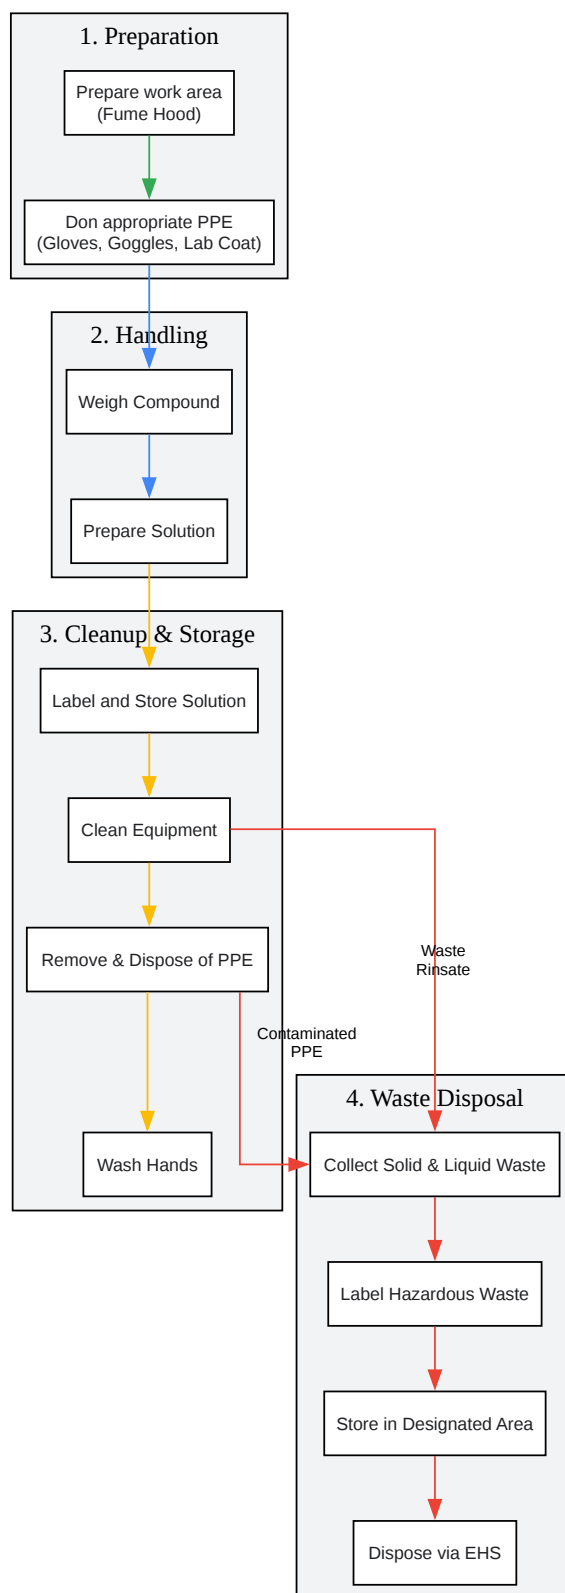 1. Preparation
Prepare work area
(Fume Hood)
Don appropriate PPE
(Gloves, Goggles, Lab Coat)
2. Handling
Weigh Compound
Prepare Solution
3. Cleanup & Storage
Label and Store Solution
Clean Equipment
Remove & Dispose of PPE
Waste
Rinsate
Contaminated
PPE
Wash Hands
4. Waste Disposal
Collect Solid & Liquid Waste
Label Hazardous Waste
Store in Designated Area
Dispose via EHS